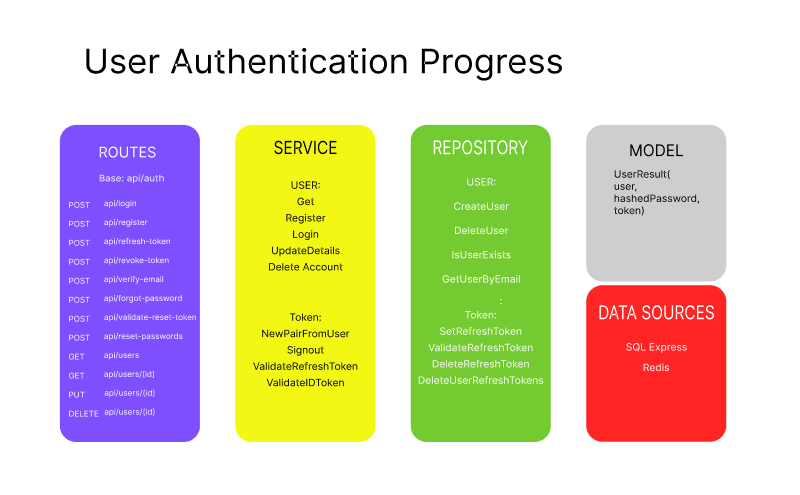 User Authentication Progress
ROUTES
Base: api/auth
POST api/login
POST api/register
POST api/refresh-token
POST api/revoke-token
POST api/verify-email
POST api/forgot-password
POST api/validate-reset-token
POST api/reset-passwords
GET api/users
GET api/users/{id}
PUT api/users/{id}
DELETE api/users/{id}
SERVICE
USER:
Get
Register
Login
UpdateDetails
Delete Account
Token:
NewPairFromUser
Signout
ValidateRefreshToken
ValidateIDToken
REPOSITORY
USER:
CreateUser
DeleteUser
IsUserExists
GetUserByEmail
:
Token:
SetRefreshToken
ValidateRefreshToken
DeleteRefreshToken
DeleteUserRefreshTokens
MODEL
UserResult(
user,
hashedPassword,
token)
DATA SOURCES
SQL Express
Redis